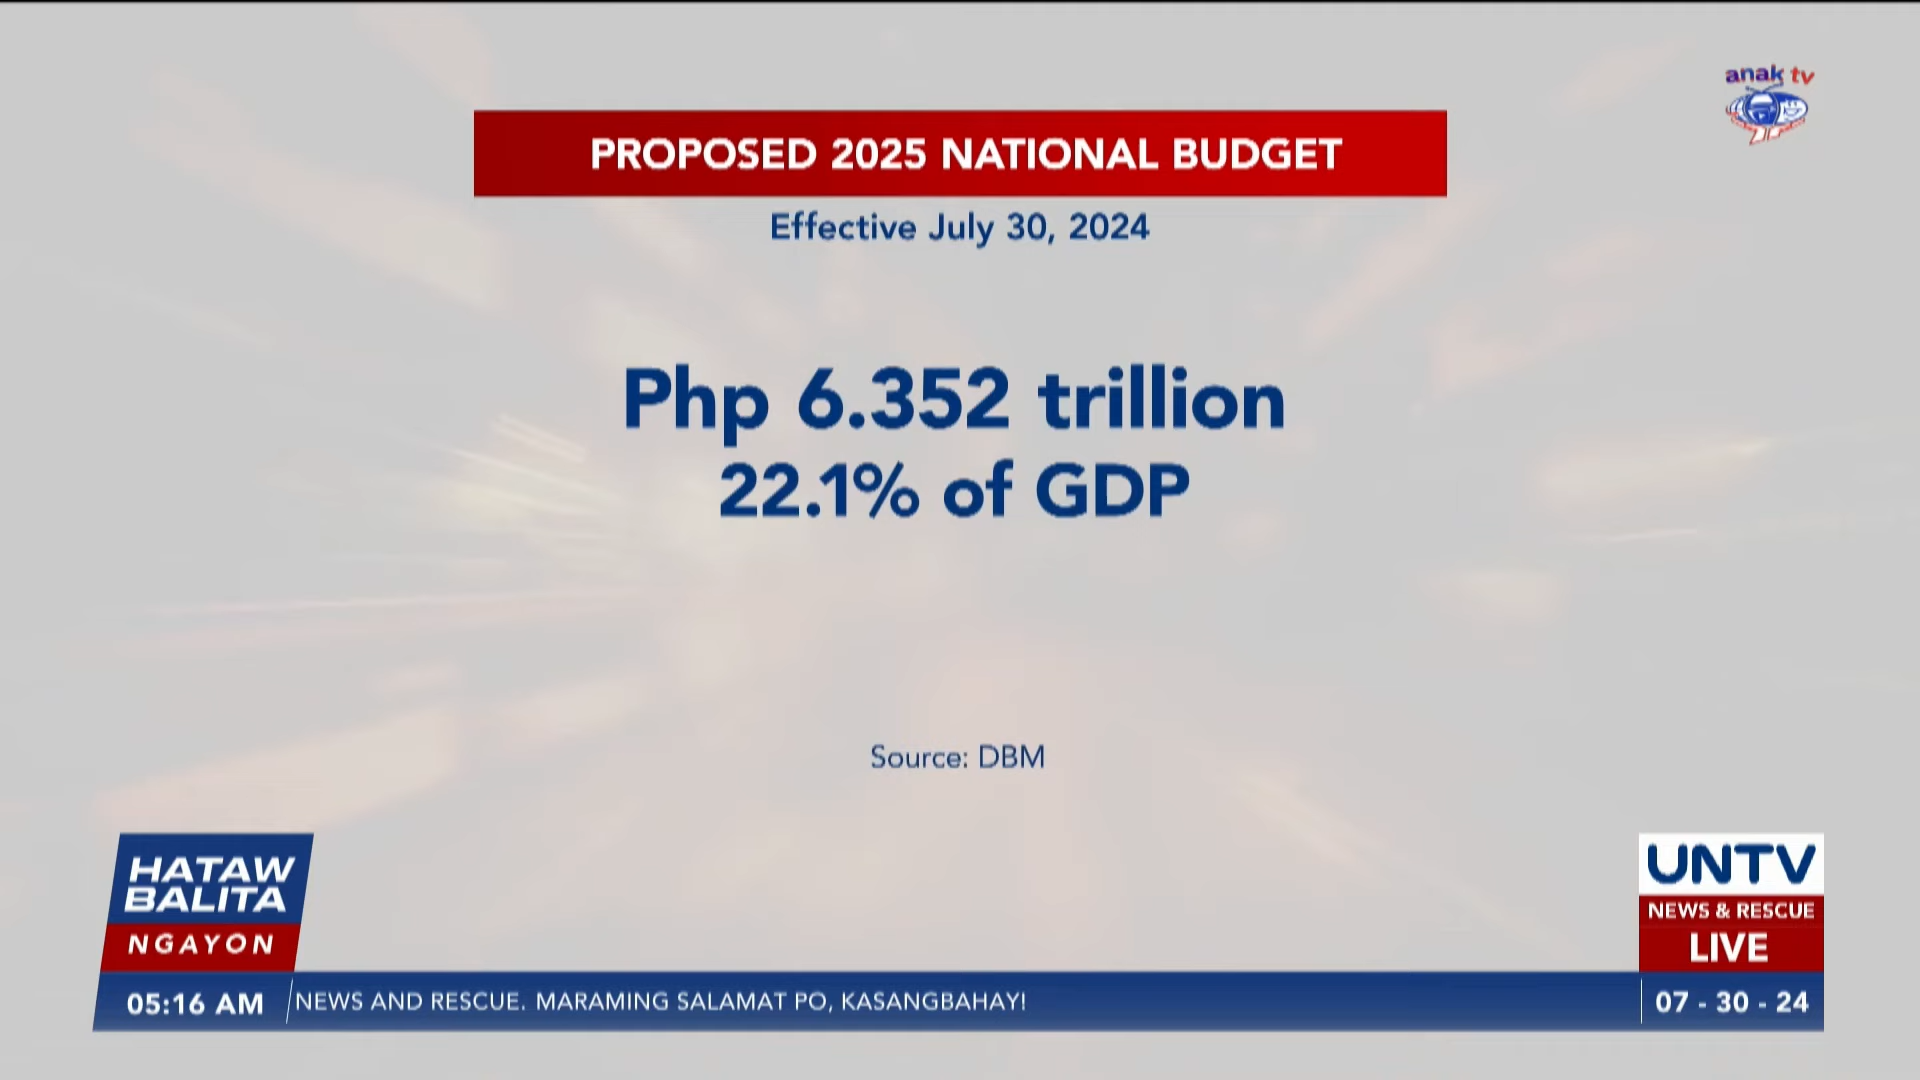 anak tv
PROPOSED 2025 NATIONAL BUDGET
Effective July 30, 2024
Php 6.352 trillion
22.1% of GDP
Source: DBM
HATAW
BALITA
NGAYON
UNTV
NEWS & RESCUE
LIVE
05:16 AM
NEWS AND RESCUE. MARAMING SALAMAT PO, KASANGBAHAY!
07 - 30 - 24